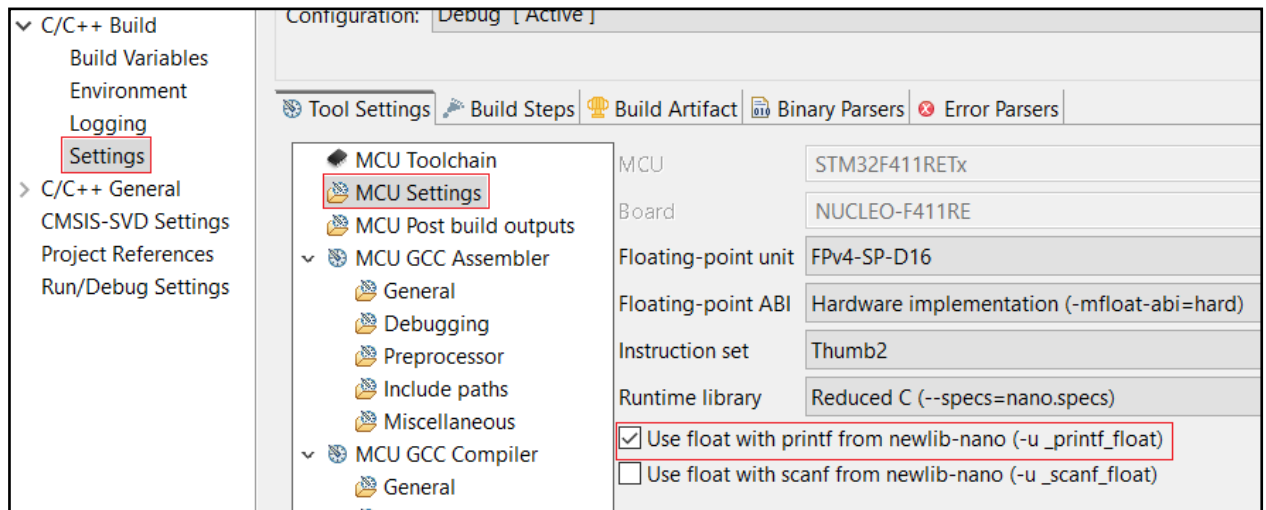 C/C++ Build
Build Variables
Environment
Logging
Settings
C/C++ General
CMSIS-SVD Settings
Project References
Run/Debug Settings
Configuration: Debug [ Active ]
Tool Settings Build Steps Build Artifact Binary Parsers Error Parsers
MCU Toolchain
MCU Settings
MCU Post build outputs
MCU GCC Assembler
General
Debugging
Preprocessor
Include paths
Miscellaneous
MCU GCC Compiler
General
MCU STM32F411RETx
Board NUCLEO-F411RE
Floating-point unit FPv4-SP-D16
Floating-point ABI Hardware implementation (-mfloat-abi=hard)
Instruction set Thumb2
Runtime library Reduced C (--specs=nano.specs)
Use float with printf from newlib-nano (-u _printf_float)
Use float with scanf from newlib-nano (-u _scanf_float)